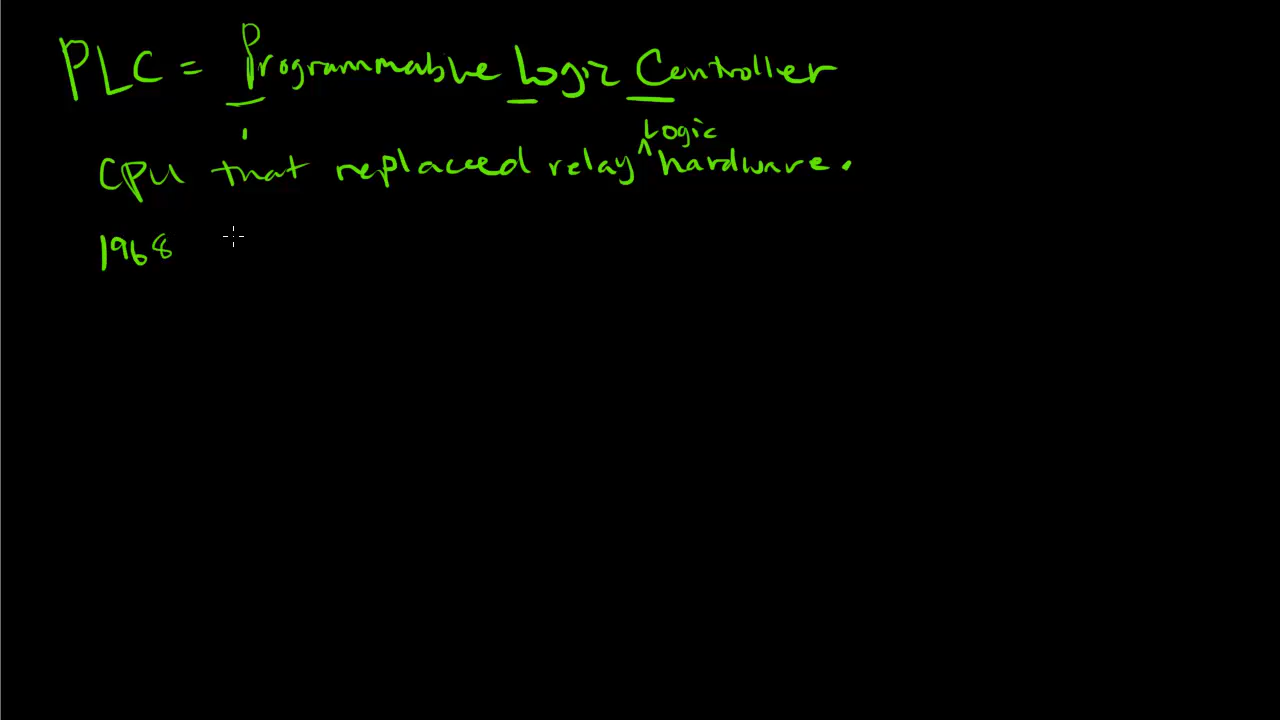 PLC = Programmable Logic Controller
CPU that replaced relay ^ Logic hardware.
1968